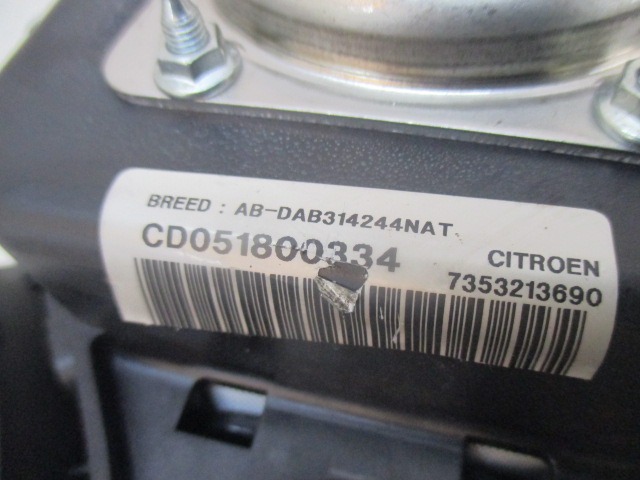 BREED : AB-DAB314244NAT.
CD051800334
CITROEN
7353213690